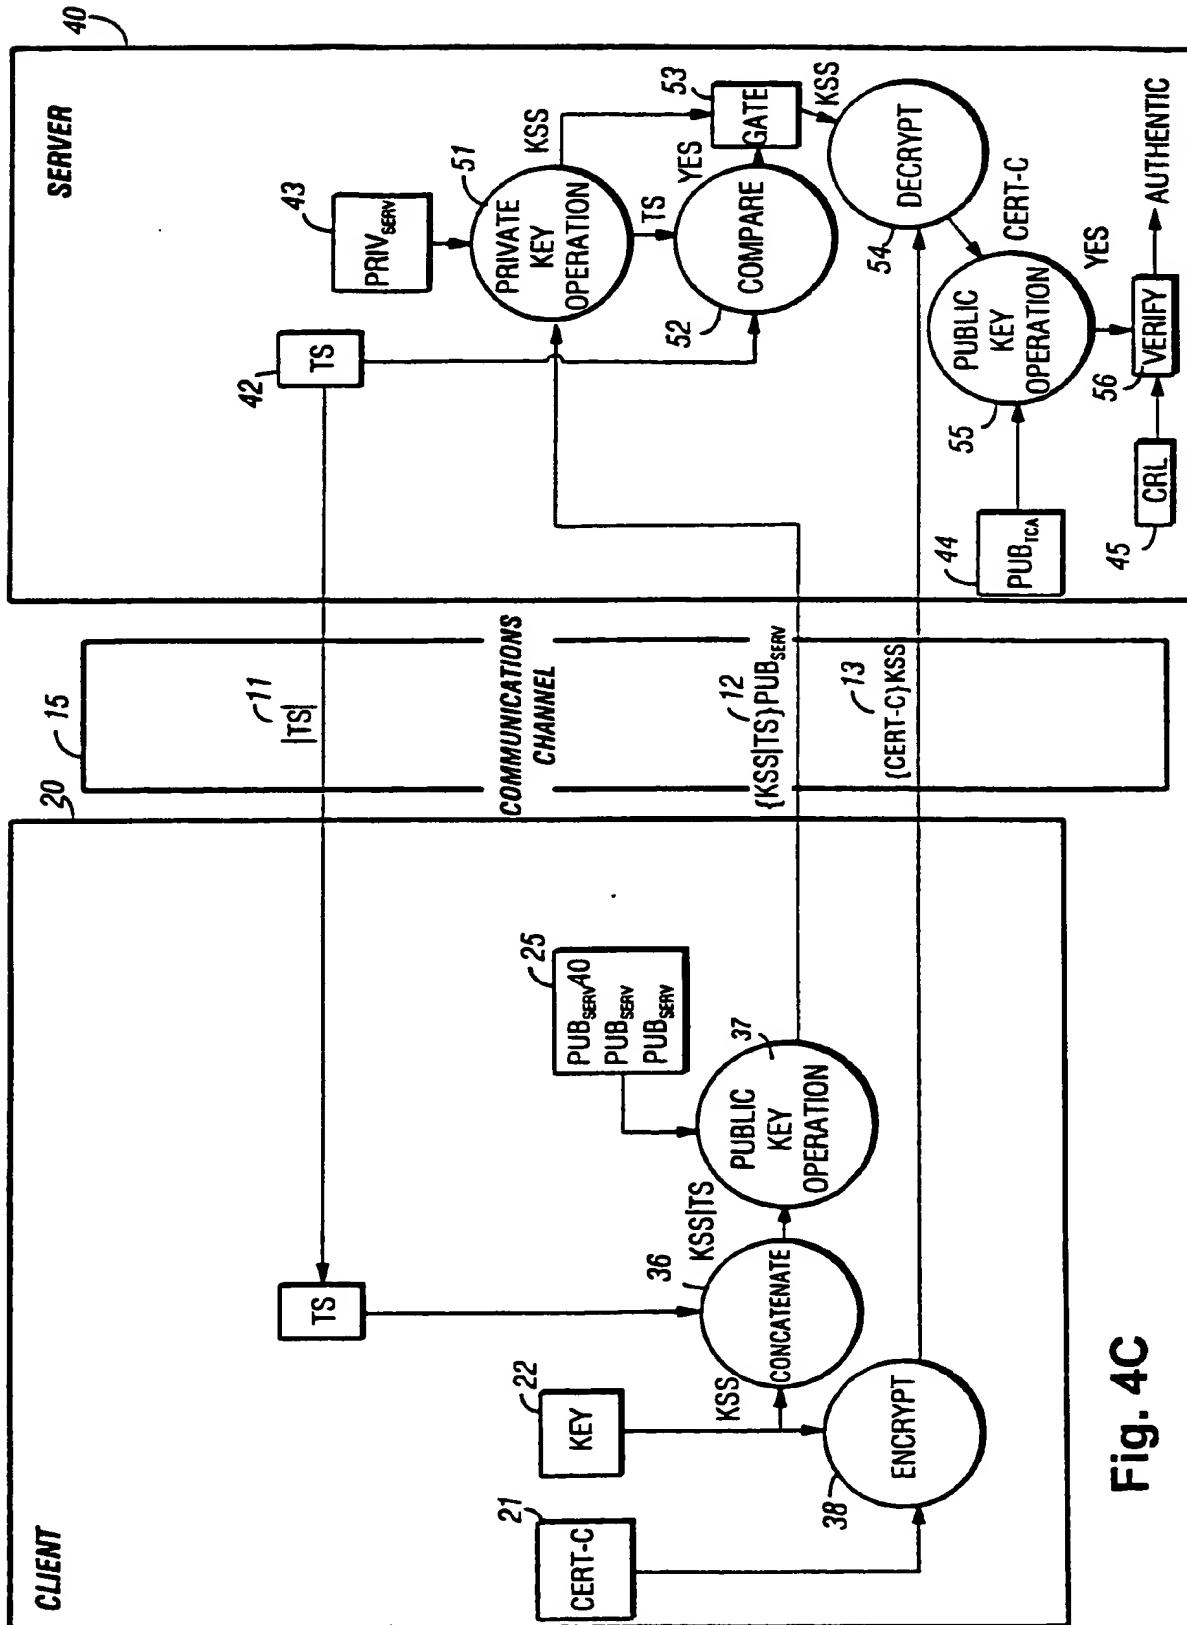 CLIENT
20
CERT-C
21
KEY
22
TS
KSS
CONCATENATE
36
KSS|TS
PUB SERV 40
PUB SERV
PUB SERV
25
PUBLIC
KEY
OPERATION
37
ENCRYPT
38
15
|TS|
11
COMMUNICATIONS
CHANNEL
{KSS|TS}PUB SERV
12
{CERT-C}KSS
13
SERVER
40
TS
42
PRIV SERV
43
PRIVATE
KEY
OPERATION
51
KSS
TS
COMPARE
52
YES
GATE
53
KSS
DECRYPT
54
CERT-C
PUB TCA
44
PUBLIC
KEY
OPERATION
55
YES
CRL
45
VERIFY
56
AUTHENTIC
Fig. 4C